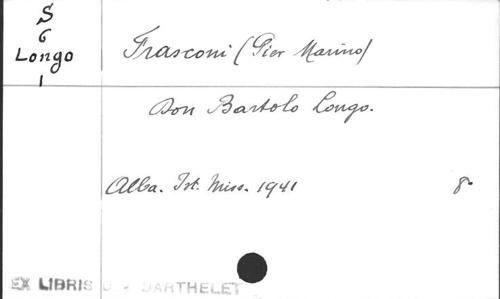 S
6
Longo
1
Frasconi (Pier Marino)
Don Bartolo Longo.
Alba. Ist. Miss. 1941 8°
EX LIBRIS BARTHELET